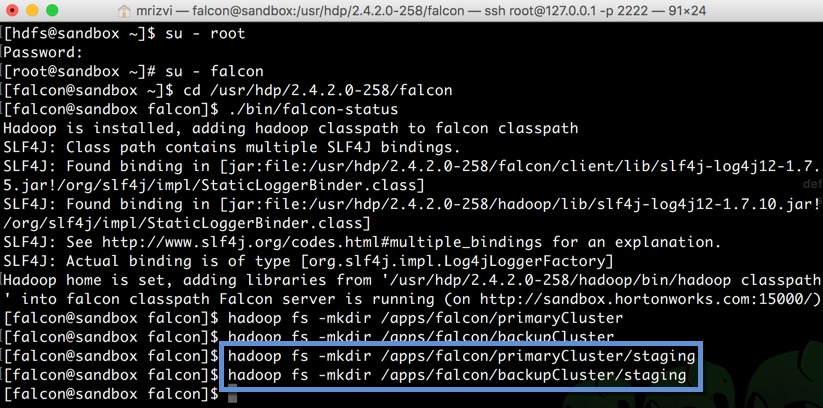 mrizvi — falcon@sandbox:/usr/hdp/2.4.2.0-258/falcon — ssh root@127.0.0.1 -p 2222 — 91×24
[hdfs@sandbox ~]$ su - root
Password:
[root@sandbox ~]# su - falcon
[falcon@sandbox ~]$ cd /usr/hdp/2.4.2.0-258/falcon
[falcon@sandbox falcon]$ ./bin/falcon-status
Hadoop is installed, adding hadoop classpath to falcon classpath
SLF4J: Class path contains multiple SLF4J bindings.
SLF4J: Found binding in [jar:file:/usr/hdp/2.4.2.0-258/falcon/client/lib/slf4j-log4j12-1.7.
5.jar!/org/slf4j/impl/StaticLoggerBinder.class]
SLF4J: Found binding in [jar:file:/usr/hdp/2.4.2.0-258/hadoop/lib/slf4j-log4j12-1.7.10.jar!
/org/slf4j/impl/StaticLoggerBinder.class]
SLF4J: See http://www.slf4j.org/codes.html#multiple_bindings for an explanation.
SLF4J: Actual binding is of type [org.slf4j.impl.Log4jLoggerFactory]
Hadoop home is set, adding libraries from '/usr/hdp/2.4.2.0-258/hadoop/bin/hadoop classpath
' into falcon classpath Falcon server is running (on http://sandbox.hortonworks.com:15000/)
[falcon@sandbox falcon]$ hadoop fs -mkdir /apps/falcon/primaryCluster
[falcon@sandbox falcon]$ hadoop fs -mkdir /apps/falcon/backupCluster
[falcon@sandbox falcon]$ hadoop fs -mkdir /apps/falcon/primaryCluster/staging
[falcon@sandbox falcon]$ hadoop fs -mkdir /apps/falcon/backupCluster/staging
[falcon@sandbox falcon]$